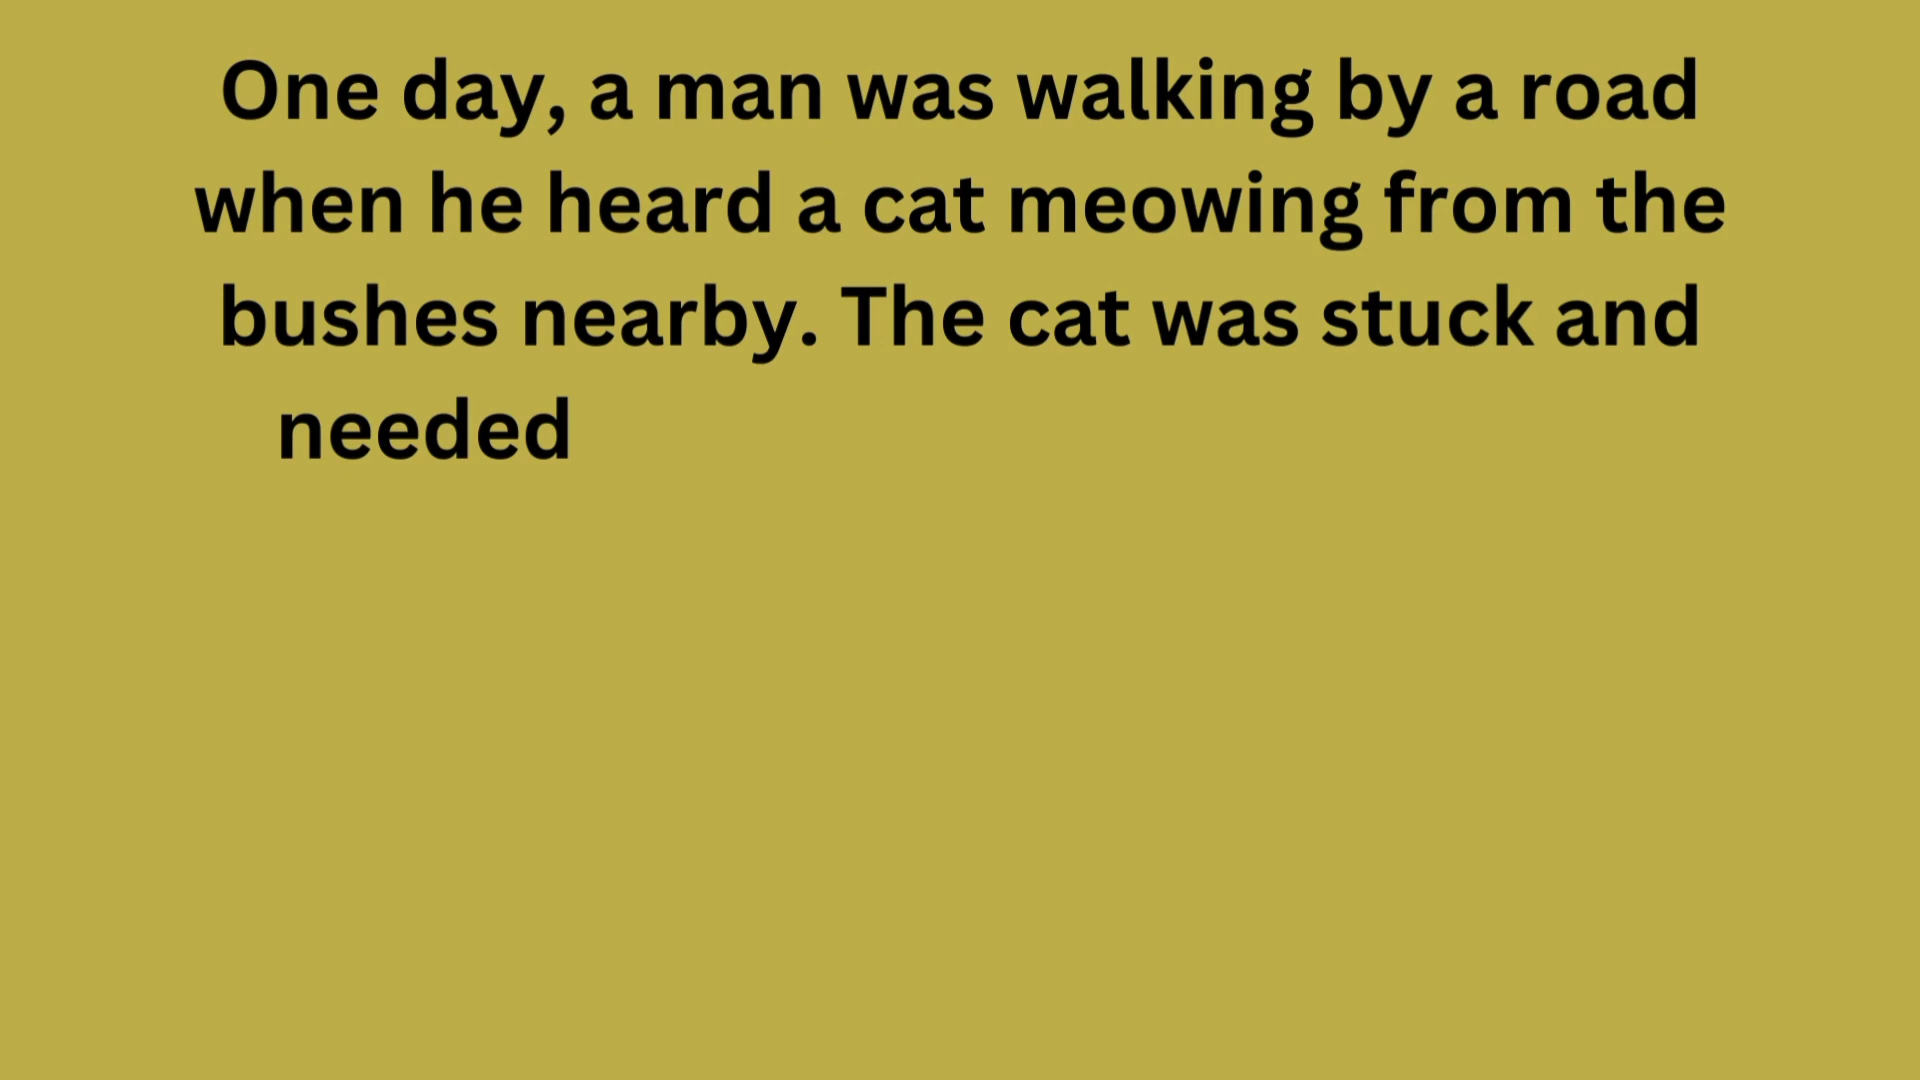 One day, a man was walking by a road
when he heard a cat meowing from the
bushes nearby. The cat was stuck and
needed